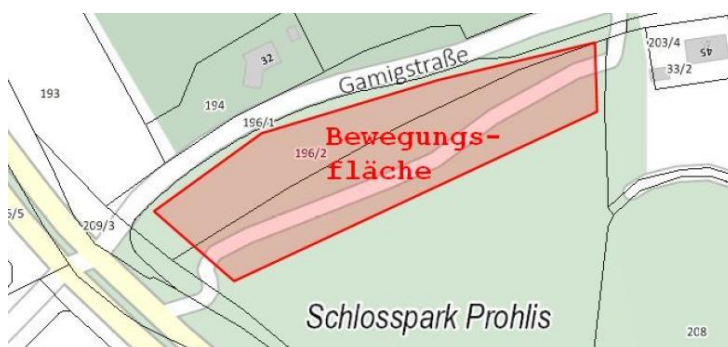 203/4
45
32
33/2
Gamigstraße
193
194
196/1
Bewegungs-
196/2
fläche
209/3
Schlosspark Prohlis
208